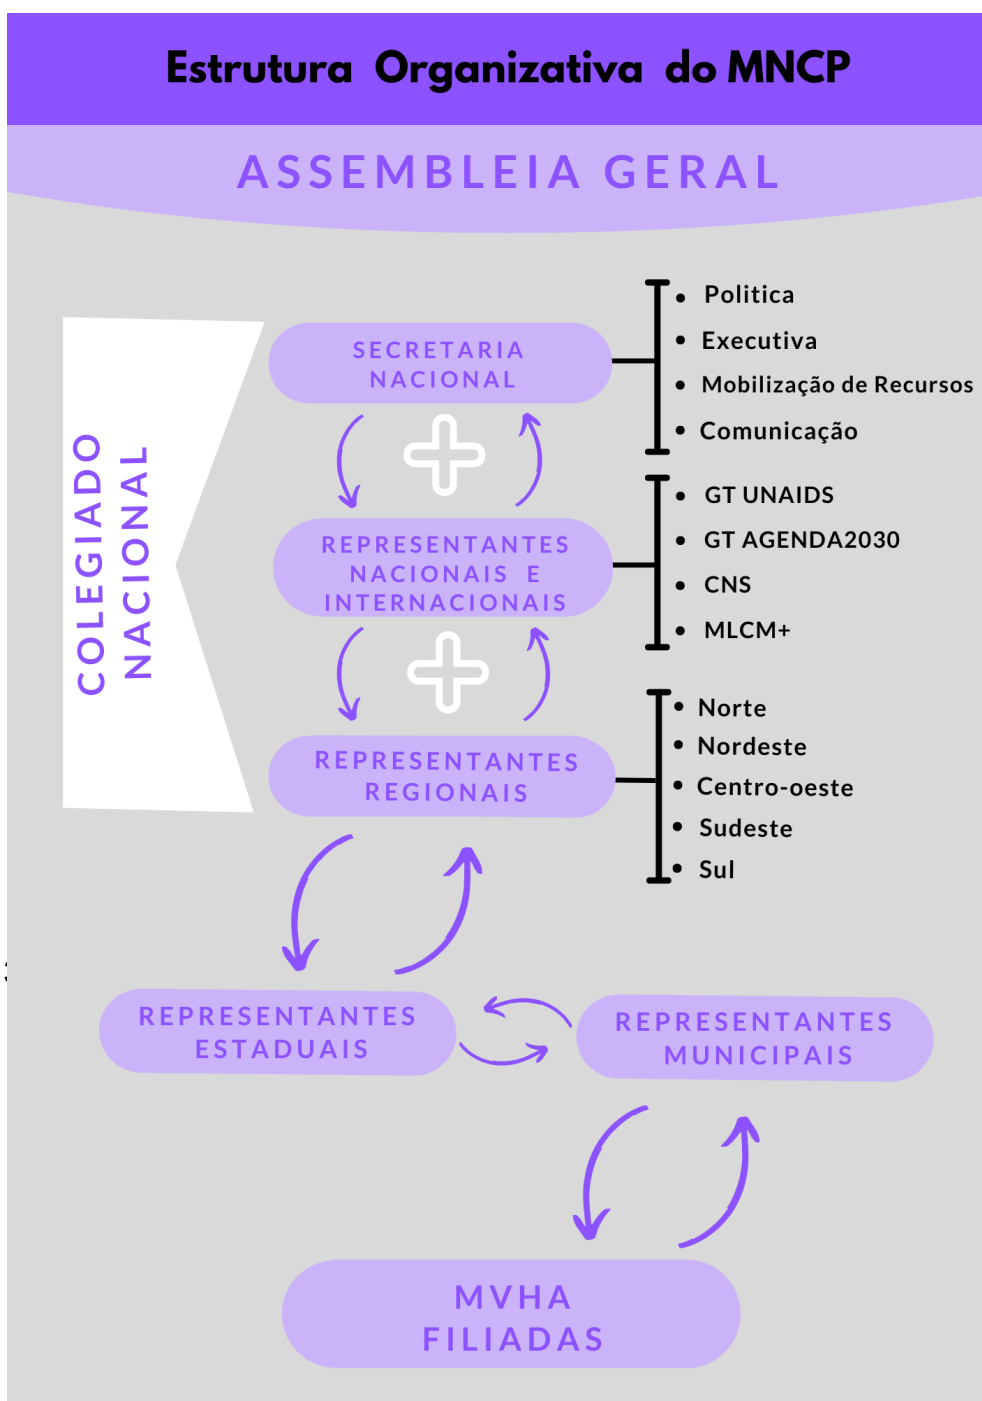 Estrutura Organizativa do MNCP
ASSEMBLEIA GERAL
COLEGIADO
NACIONAL
SECRETARIA
NACIONAL
• Politica
• Executiva
• Mobilização de Recursos
• Comunicação
REPRESENTANTES
NACIONAIS E
INTERNACIONAIS
• GT UNAIDS
• GT AGENDA2030
• CNS
• MLCM+
REPRESENTANTES
REGIONAIS
• Norte
• Nordeste
• Centro-oeste
• Sudeste
• Sul
REPRESENTANTES
ESTADUAIS
REPRESENTANTES
MUNICIPAIS
MVHA
FILIADAS